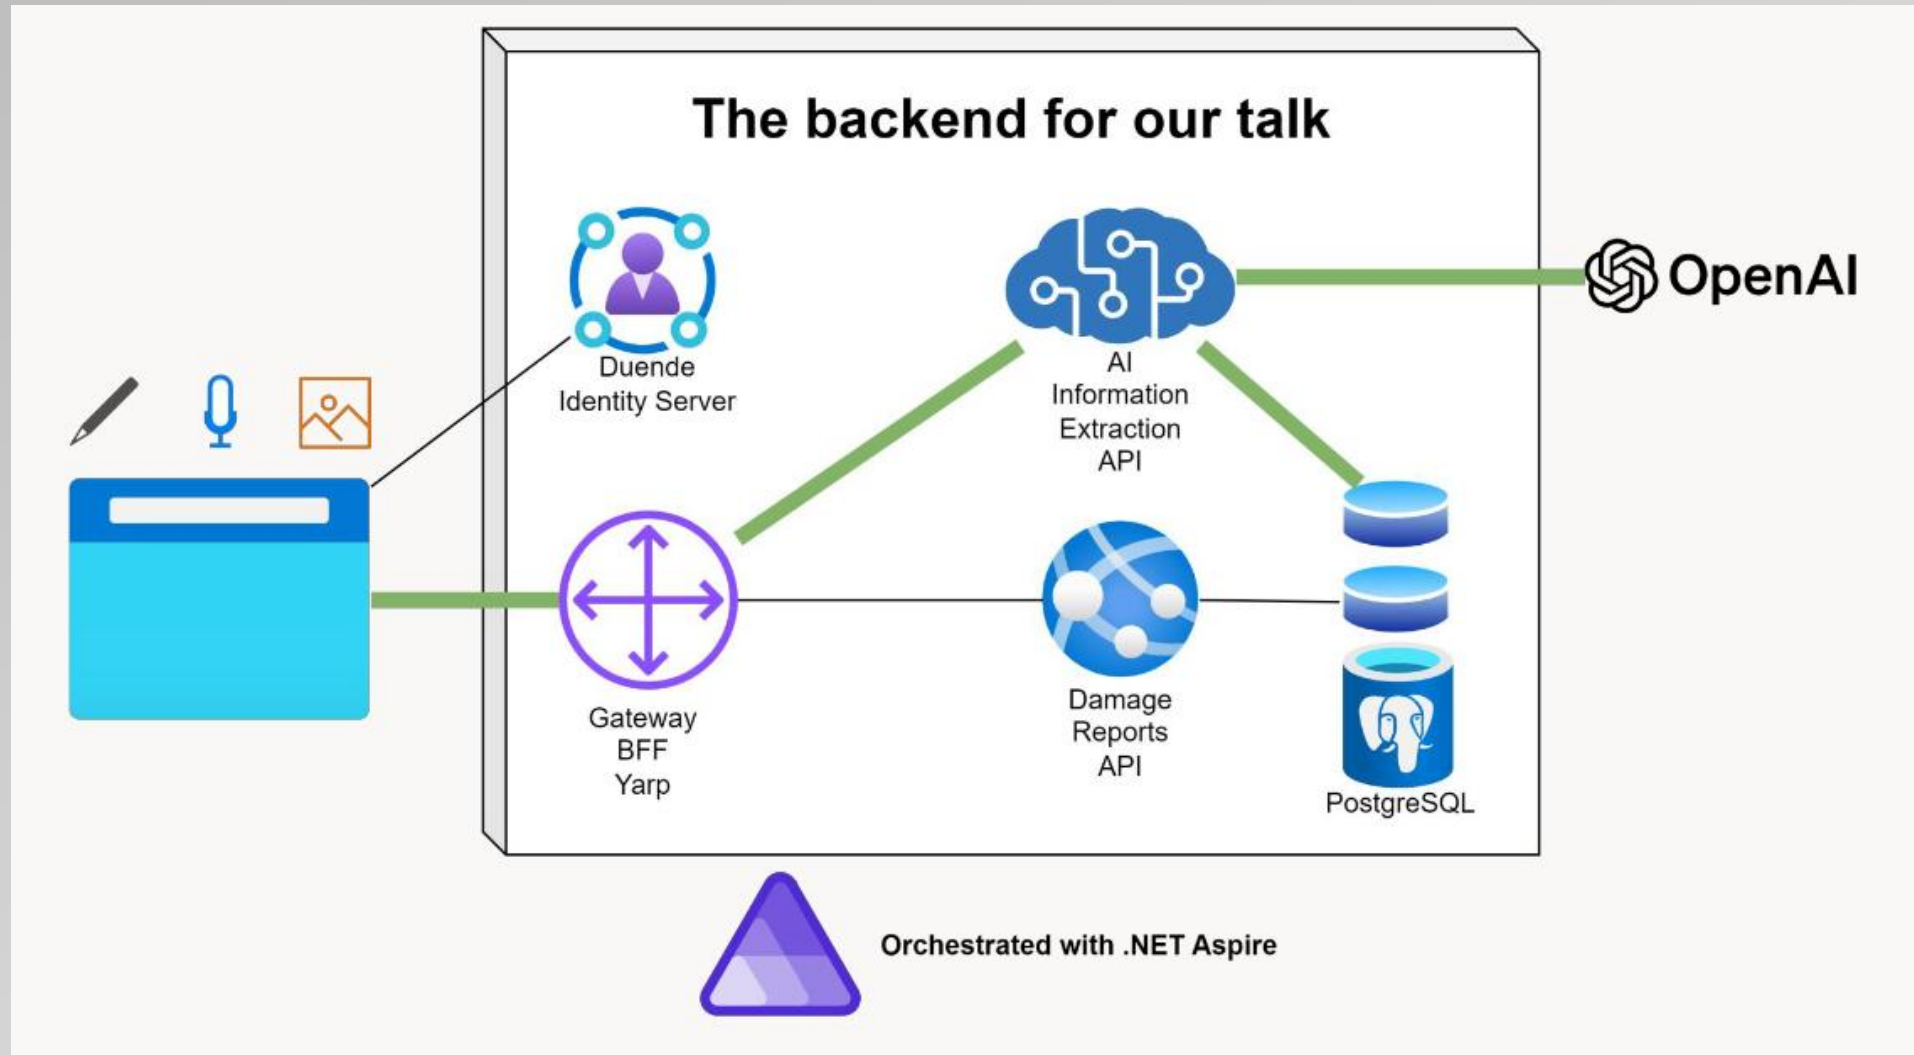 The backend for our talk
Duende
Identity Server
AI
Information
Extraction
API
OpenAI
Gateway
BFF
Yarp
Damage
Reports
API
PostgreSQL
Orchestrated with .NET Aspire